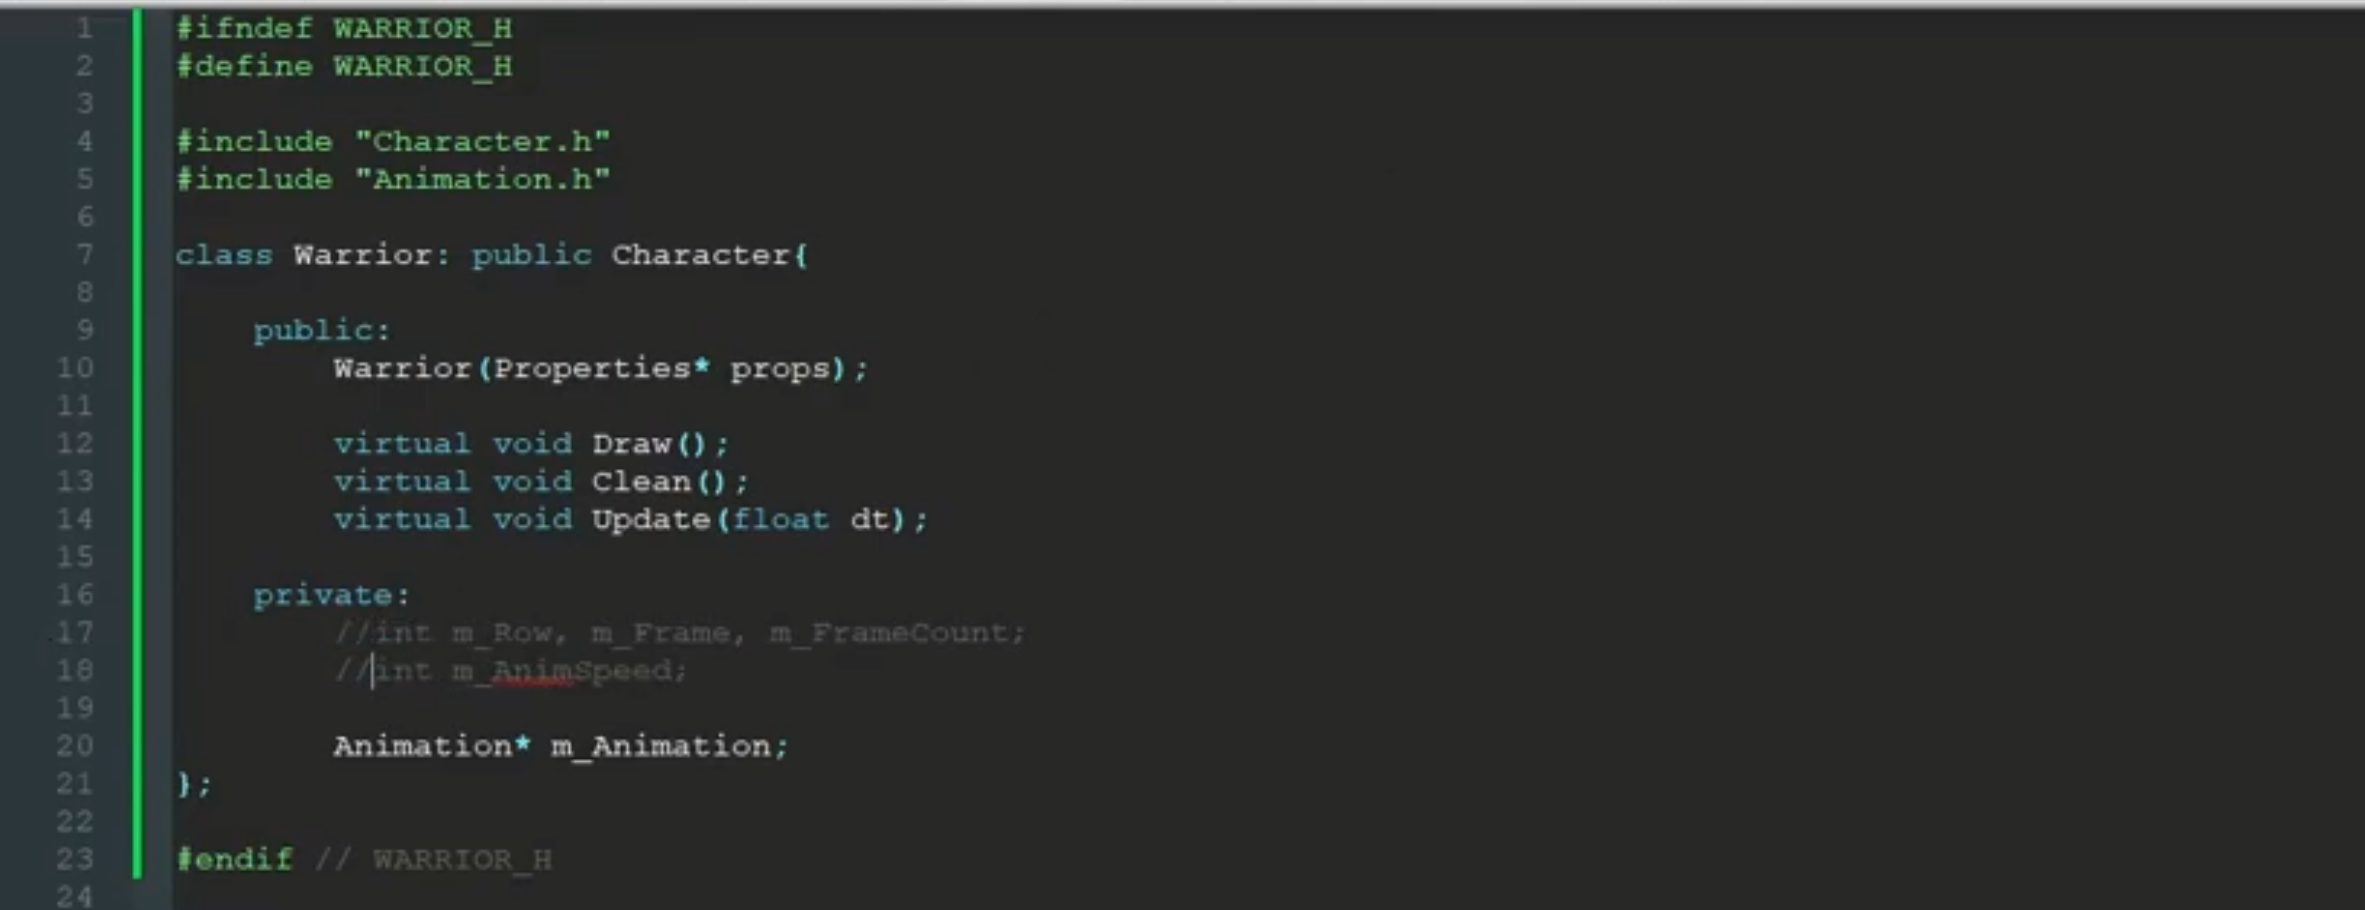 1 #ifndef WARRIOR_H
2 #define WARRIOR_H
3
4 #include "Character.h"
5 #include "Animation.h"
6
7 class Warrior: public Character{
8
9 public:
10 Warrior(Properties* props);
11
12 virtual void Draw();
13 virtual void Clean();
14 virtual void Update(float dt);
15
16 private:
17 //int m_Row, m_Frame, m_FrameCount;
18 //int m_AnimSpeed;
19
20 Animation* m_Animation;
21 };
22
23 #endif // WARRIOR_H
24